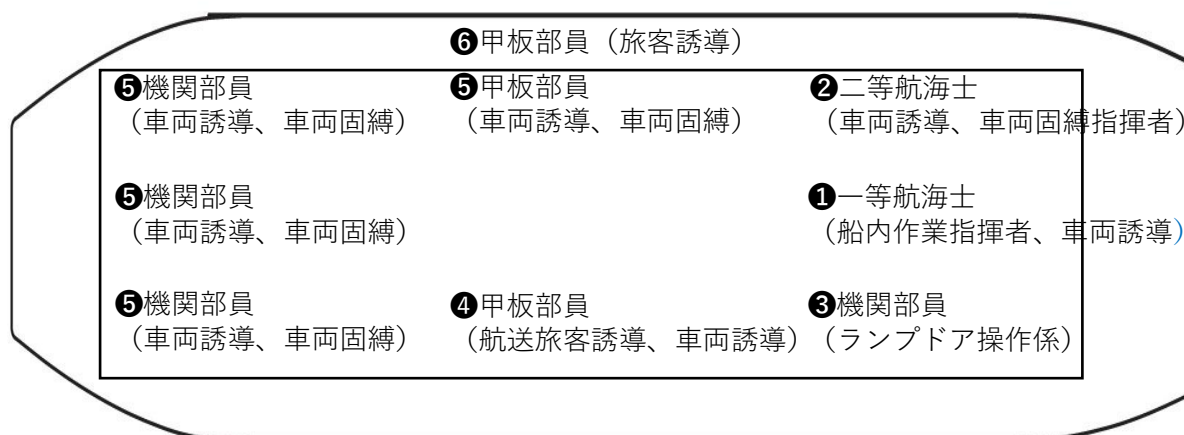 ❻甲板部員（旅客誘導）
❺機関部員
（車両誘導、車両固縛）
❺甲板部員
（車両誘導、車両固縛）
❷二等航海士
（車両誘導、車両固縛指揮者）
❺機関部員
（車両誘導、車両固縛）
❶一等航海士
（船内作業指揮者、車両誘導）
❺機関部員
（車両誘導、車両固縛）
❹甲板部員
（航送旅客誘導、車両誘導）
❸機関部員
（ランプドア操作係）